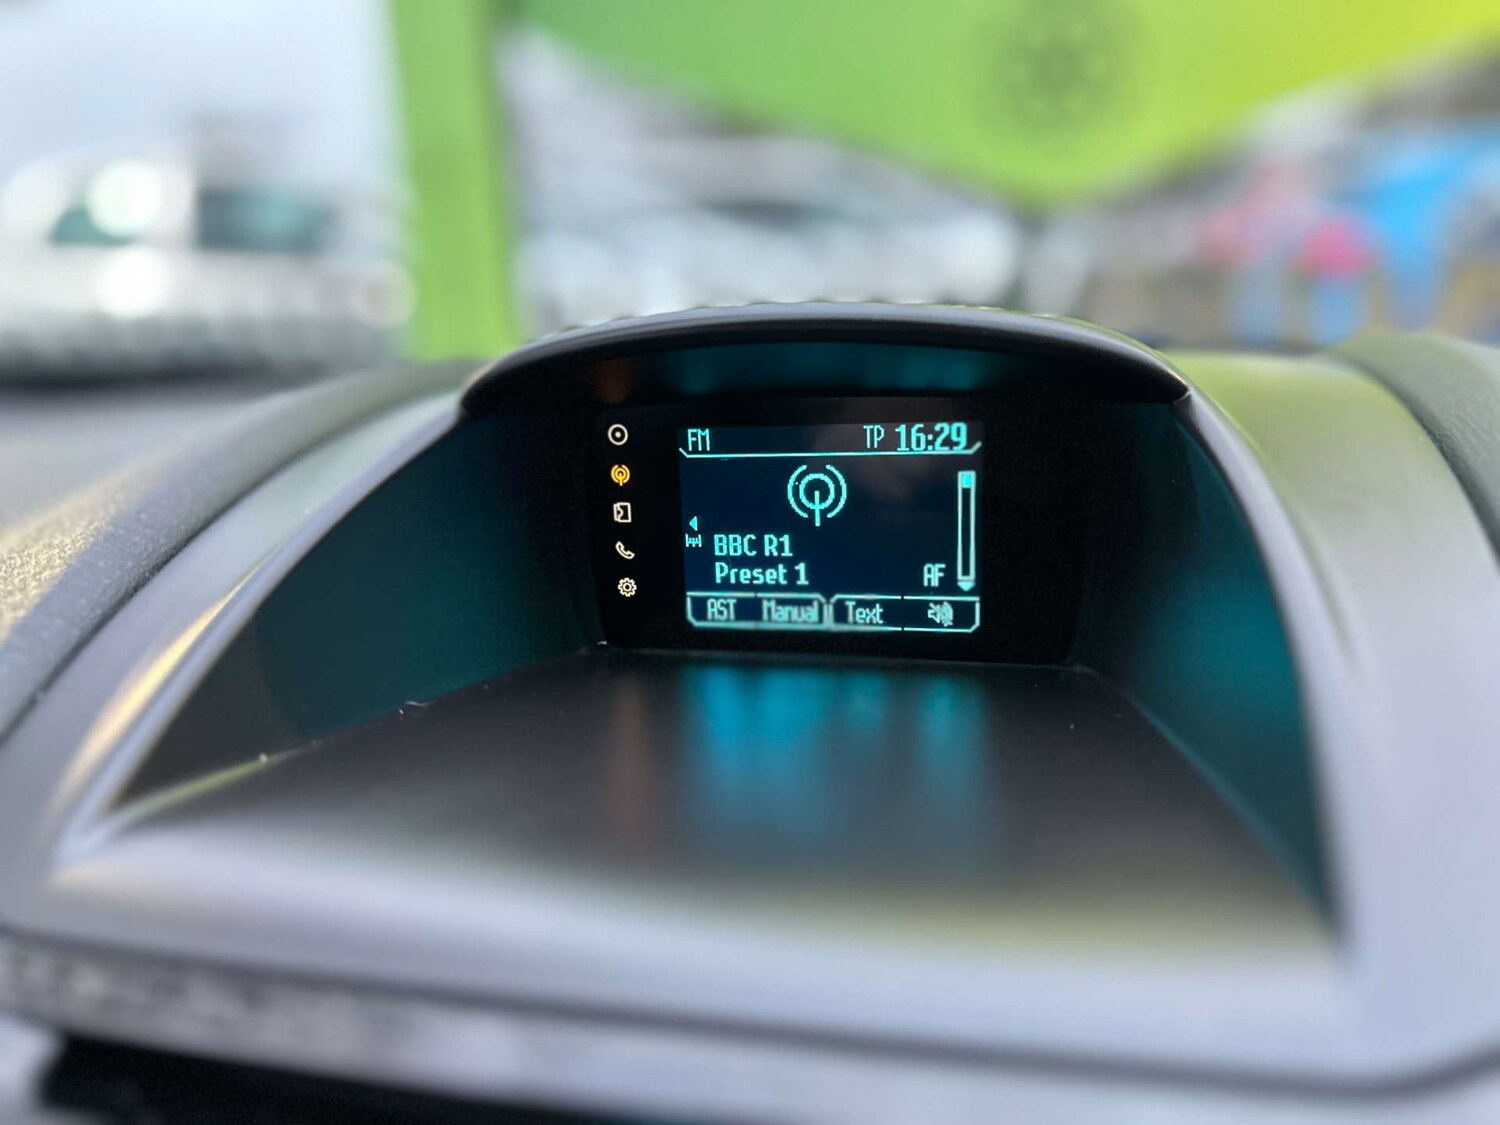 FM TP 16:29
BBC R1
Preset 1 AF
AST Manual Text